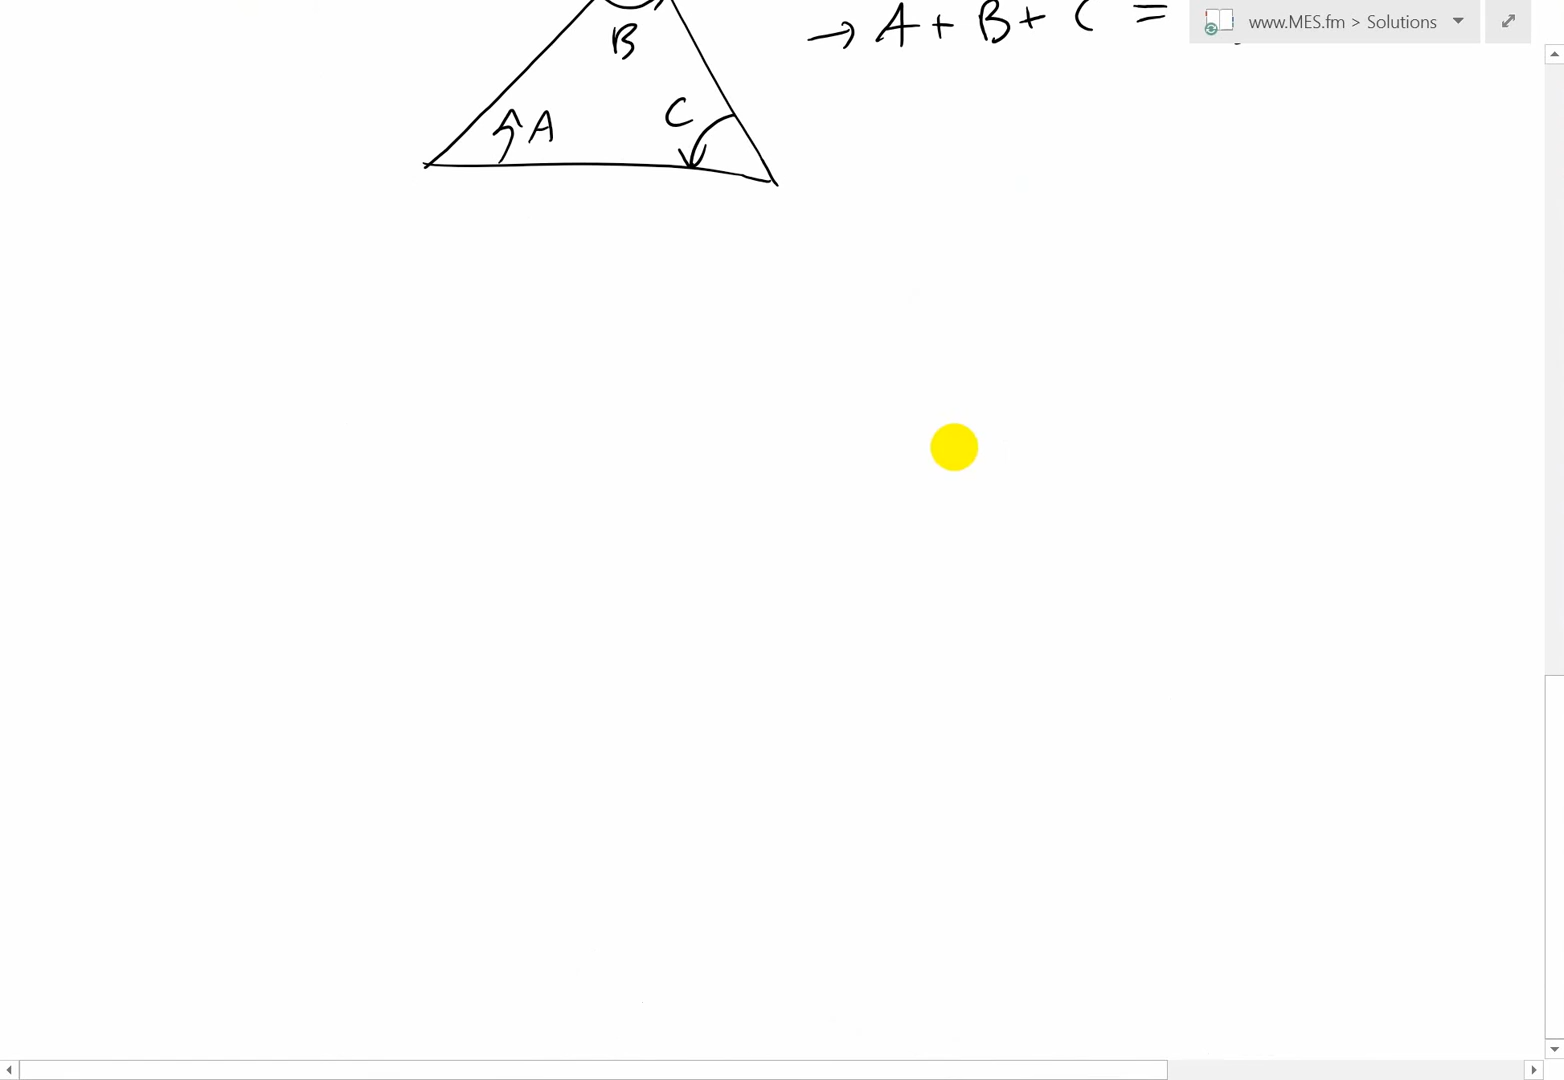 → A + B + C =
www.MES.fm > Solutions
B
A
C